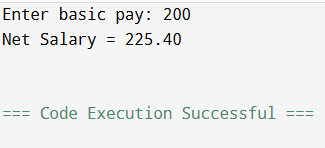 Enter basic pay: 200
Net Salary = 225.40
=== Code Execution Successful ===